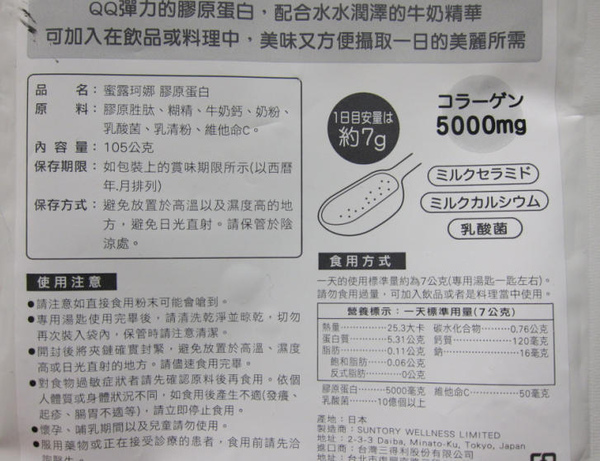 QQ彈力的膠原蛋白，配合水水潤澤的牛奶精華
可加入在飲品或料理中，美味又方便攝取一日的美麗所需
品名：蜜露珂娜 膠原蛋白
原料：膠原胜肽、糊精、牛奶鈣、奶粉、
乳酸菌、乳清粉、維他命C。
內容量：105公克
保存期限：如包裝上的賞味期限所示(以西曆
年.月排列)
保存方式：避免放置於高溫以及濕度高的地
方，避免日光直射。請保管於陰
涼處。
1日目安量は
約7g
コラーゲン
5000mg
ミルクセラミド
ミルクカルシウム
乳酸菌
使用注意
●請注意如直接食用粉末可能會嗆到。
●專用湯匙使用完畢後，請清洗乾淨並晾乾，切勿
再次裝入袋內，保管時請注意清潔。
●開封後將夾鏈確實封緊，避免放置於高溫、濕度
高或日光直射的地方。請儘速食用完畢。
●對食物過敏症狀者請先確認原料後再食用。依個
人體質或身體狀況不同，如食用後產生不適(發癢、
起疹、腸胃不適等)，請立即停止食用。
●懷孕、哺乳期間以及兒童請勿使用。
●服用藥物或正在接受診療的患者，食用前請先洽
食用方式
一天的使用標準量約為7公克(專用湯匙一匙左右)。
請勿食用過量，可加入飲品或者是料理當中使用。
營養標示：一天標準用量(7公克)
熱量 25.3大卡 碳水化合物 0.76公克
蛋白質 5.31公克 鈣質 120毫克
脂肪 0.11公克 鈉 16毫克
飽和脂肪 0.06公克
反式脂肪 0公克
膠原蛋白 5000毫克 維他命C 50毫克
乳酸菌 10億個以上
產地：日本
製造商：SUNTORY WELLNESS LIMITED
地址：2-3-3 Daiba, Minato-Ku, Tokyo, Japan
進口商：台灣三得利股份有限公司